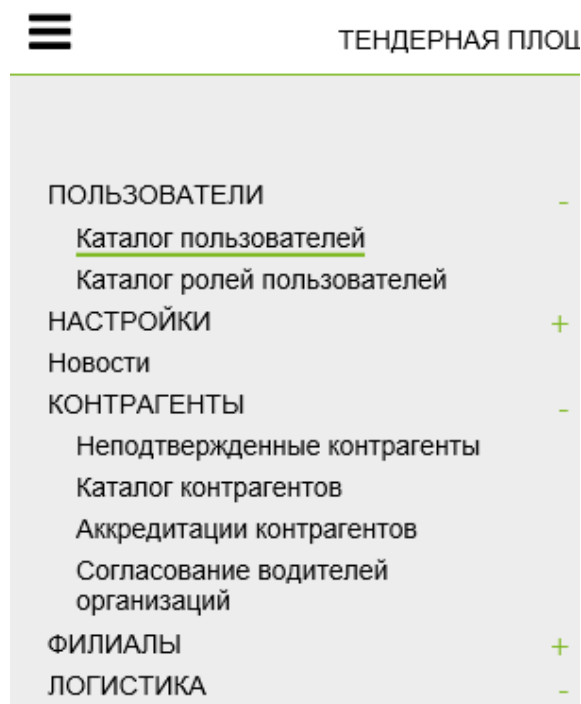 ТЕНДЕРНАЯ
ПОЛЬЗОВАТЕЛИ -
Каталог пользователей
Каталог ролей пользователей
НАСТРОЙКИ +
Новости
КОНТРАГЕНТЫ -
Неподтвержденные контрагенты
Каталог контрагентов
Аккредитации контрагентов
Согласование водителей
организаций
ФИЛИАЛЫ +
ЛОГИСТИКА -